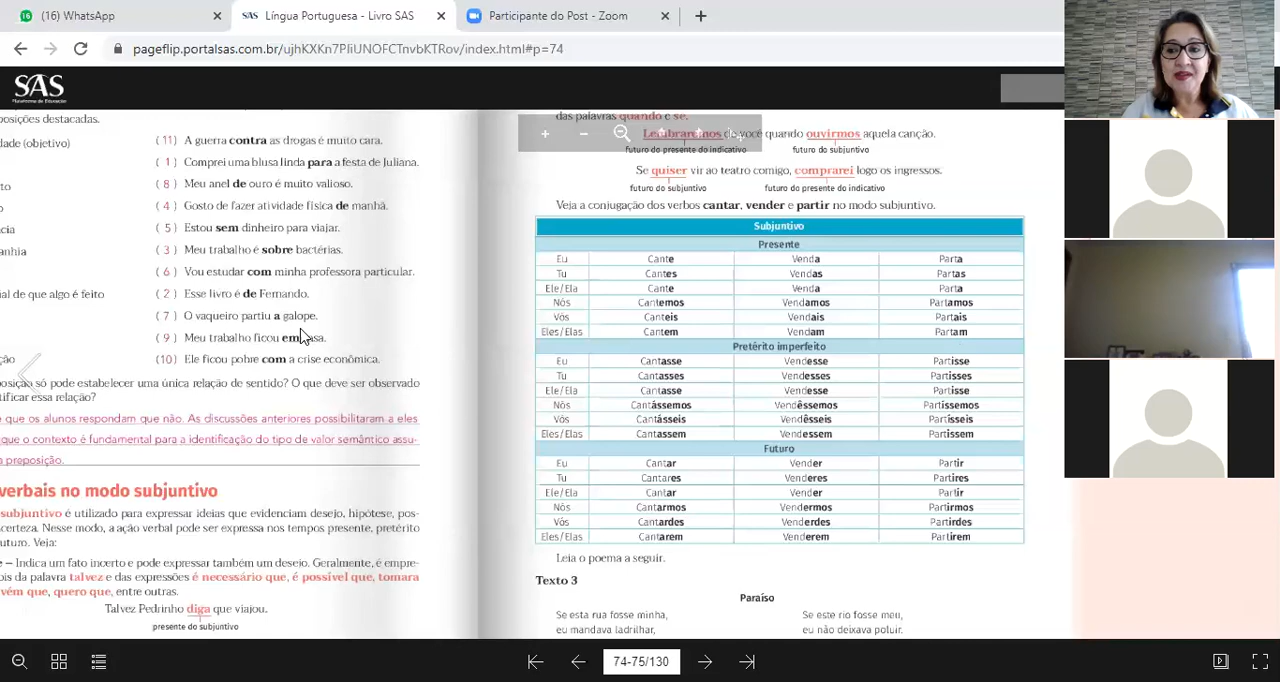 (16) WhatsApp
Língua Portuguesa - Livro SAS
Participante do Post - Zoom
pageflip.portalsas.com.br/ujhKXKn7PIiUNOFCTnvbKTRov/index.html#p=74
SAS
Plataforma de Educação
posições destacadas.
dade (objetivo)
to
o
cia
anhia
ial de que algo é feito
ção
(11) A guerra contra as drogas é muito cara.
( 1 ) Comprei uma blusa linda para a festa de Juliana.
( 8 ) Meu anel de ouro é muito valioso.
( 4 ) Gosto de fazer atividade física de manhã.
( 5 ) Estou sem dinheiro para viajar.
( 3 ) Meu trabalho é sobre bactérias.
( 6 ) Vou estudar com minha professora particular.
( 2 ) Esse livro é de Fernando.
( 7 ) O vaqueiro partiu a galope.
( 9 ) Meu trabalho ficou em asa.
(10) Ele ficou pobre com a crise econômica.
posição só pode estabelecer uma única relação de sentido? O que deve ser observado
tificar essa relação?
e que os alunos respondam que não. As discussões anteriores possibilitaram a eles
que o contexto é fundamental para a identificação do tipo de valor semântico assu-
a preposição.
verbais no modo subjuntivo
subjuntivo é utilizado para expressar ideias que evidenciam desejo, hipótese, pos-
certeza. Nesse modo, a ação verbal pode ser expressa nos tempos presente, pretérito
uturo. Veja:
e – Indica um fato incerto e pode expressar também um desejo. Geralmente, é empre-
ois da palavra talvez e das expressões é necessário que, é possível que, tomara
vém que, quero que, entre outras.
Talvez Pedrinho diga que viajou.
presente do subjuntivo
das palavras quando e se.
Lembraremos de você quando ouvirmos aquela canção.
futuro do presente do indicativo futuro do subjuntivo
Se quiser vir ao teatro comigo, comprarei logo os ingressos.
futuro do subjuntivo futuro do presente do indicativo
Veja a conjugação dos verbos cantar, vender e partir no modo subjuntivo.
Subjuntivo
Presente
Eu Cante Venda Parta
Tu Cantes Vendas Partas
Ele/Ela Cante Venda Parta
Nós Cantemos Vendamos Partamos
Vós Canteis Vendais Partais
Eles/Elas Cantem Vendam Partam
Pretérito imperfeito
Eu Cantasse Vendesse Partisse
Tu Cantasses Vendesses Partisses
Ele/Ela Cantasse Vendesse Partisse
Nós Cantássemos Vendêssemos Partíssemos
Vós Cantásseis Vendêsseis Partísseis
Eles/Elas Cantassem Vendessem Partissem
Futuro
Eu Cantar Vender Partir
Tu Cantares Venderes Partires
Ele/Ela Cantar Vender Partir
Nós Cantarmos Vendermos Partirmos
Vós Cantardes Venderdes Partirdes
Eles/Elas Cantarem Venderem Partirem
Leia o poema a seguir.
Texto 3
Paraíso
Se esta rua fosse minha,
eu mandava ladrilhar,
Se este rio fosse meu,
eu não deixava poluir.
74-75/130